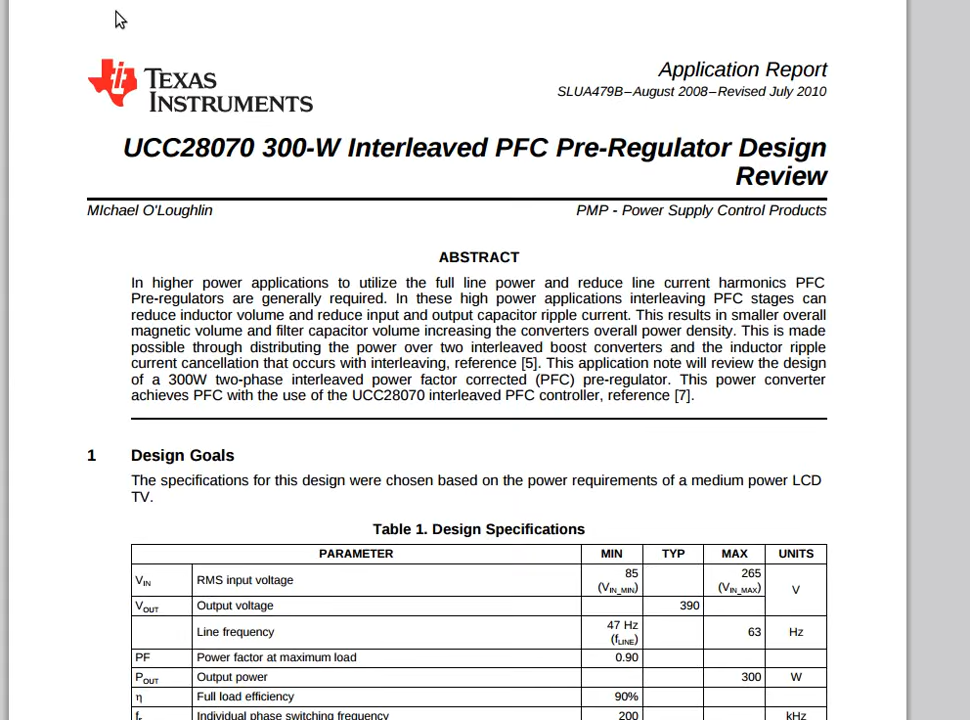 TEXAS
INSTRUMENTS
Application Report
SLUA479B–August 2008–Revised July 2010
UCC28070 300-W Interleaved PFC Pre-Regulator Design
Review
MIchael O'Loughlin
PMP - Power Supply Control Products
ABSTRACT
In higher power applications to utilize the full line power and reduce line current harmonics PFC
Pre-regulators are generally required. In these high power applications interleaving PFC stages can
reduce inductor volume and reduce input and output capacitor ripple current. This results in smaller overall
magnetic volume and filter capacitor volume increasing the converters overall power density. This is made
possible through distributing the power over two interleaved boost converters and the inductor ripple
current cancellation that occurs with interleaving, reference [5]. This application note will review the design
of a 300W two-phase interleaved power factor corrected (PFC) pre-regulator. This power converter
achieves PFC with the use of the UCC28070 interleaved PFC controller, reference [7].
1 Design Goals
The specifications for this design were chosen based on the power requirements of a medium power LCD
TV.
Table 1. Design Specifications
PARAMETER MIN TYP MAX UNITS
VIN RMS input voltage 85 (VIN_MIN) 265 (VIN_MAX) V
VOUT Output voltage 390
Line frequency 47 Hz (fLINE) 63 Hz
PF Power factor at maximum load 0.90
POUT Output power 300 W
η Full load efficiency 90%
fs Individual phase switching frequency 200 kHz